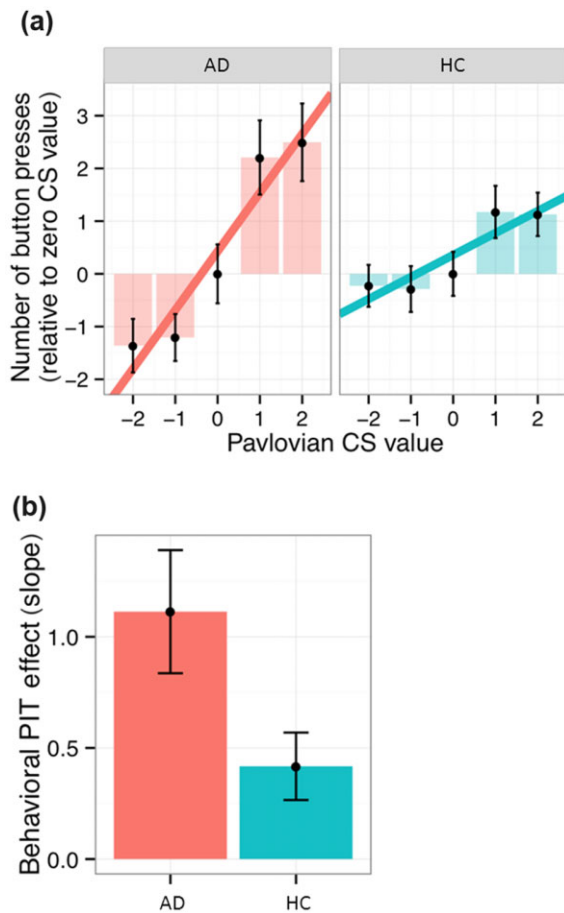 (a)
AD
HC
Number of button presses
(relative to zero CS value)
3
2
1
0
−1
−2
−2 −1 0 1 2
−2 −1 0 1 2
Pavlovian CS value
(b)
Behavioral PIT effect (slope)
1.0
0.5
0.0
AD
HC